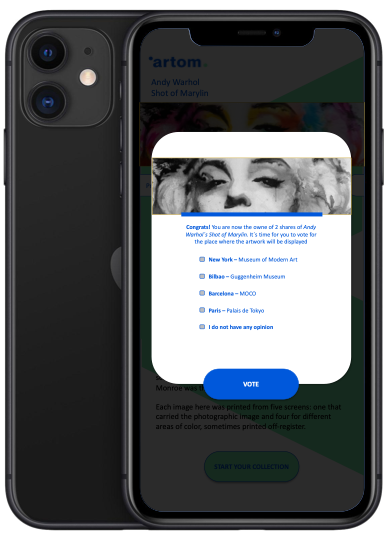 artom.
Andy Warhol
Shot of Marylin
Congrats! You are now the owne of 2 shares of Andy
Warhol's Shot of Marylin. It's time for you to vote for
the place where the artwork will be displayed
New York – Museum of Modern Art
Bilbao – Guggenheim Museum
Barcelona – MOCO
Paris – Palais de Tokyo
I do not have any opinion
VOTE
Each image here was printed from five screens: one that
carried the photographic image and four for different
areas of color, sometimes printed off-register.
START YOUR COLLECTION